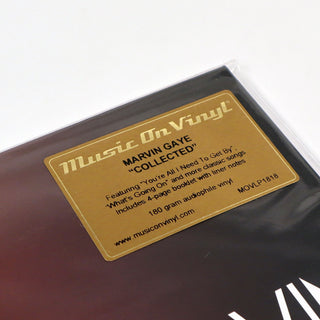 Music On Vinyl®
MARVIN GAYE
"COLLECTED"
Featuring "You're All I Need To Get By",
"What's Going On" and more classic songs
Includes 4-page booklet with liner notes
180 gram audiophile vinyl
www.musiconvinyl.com
MOVLP1818
VIN